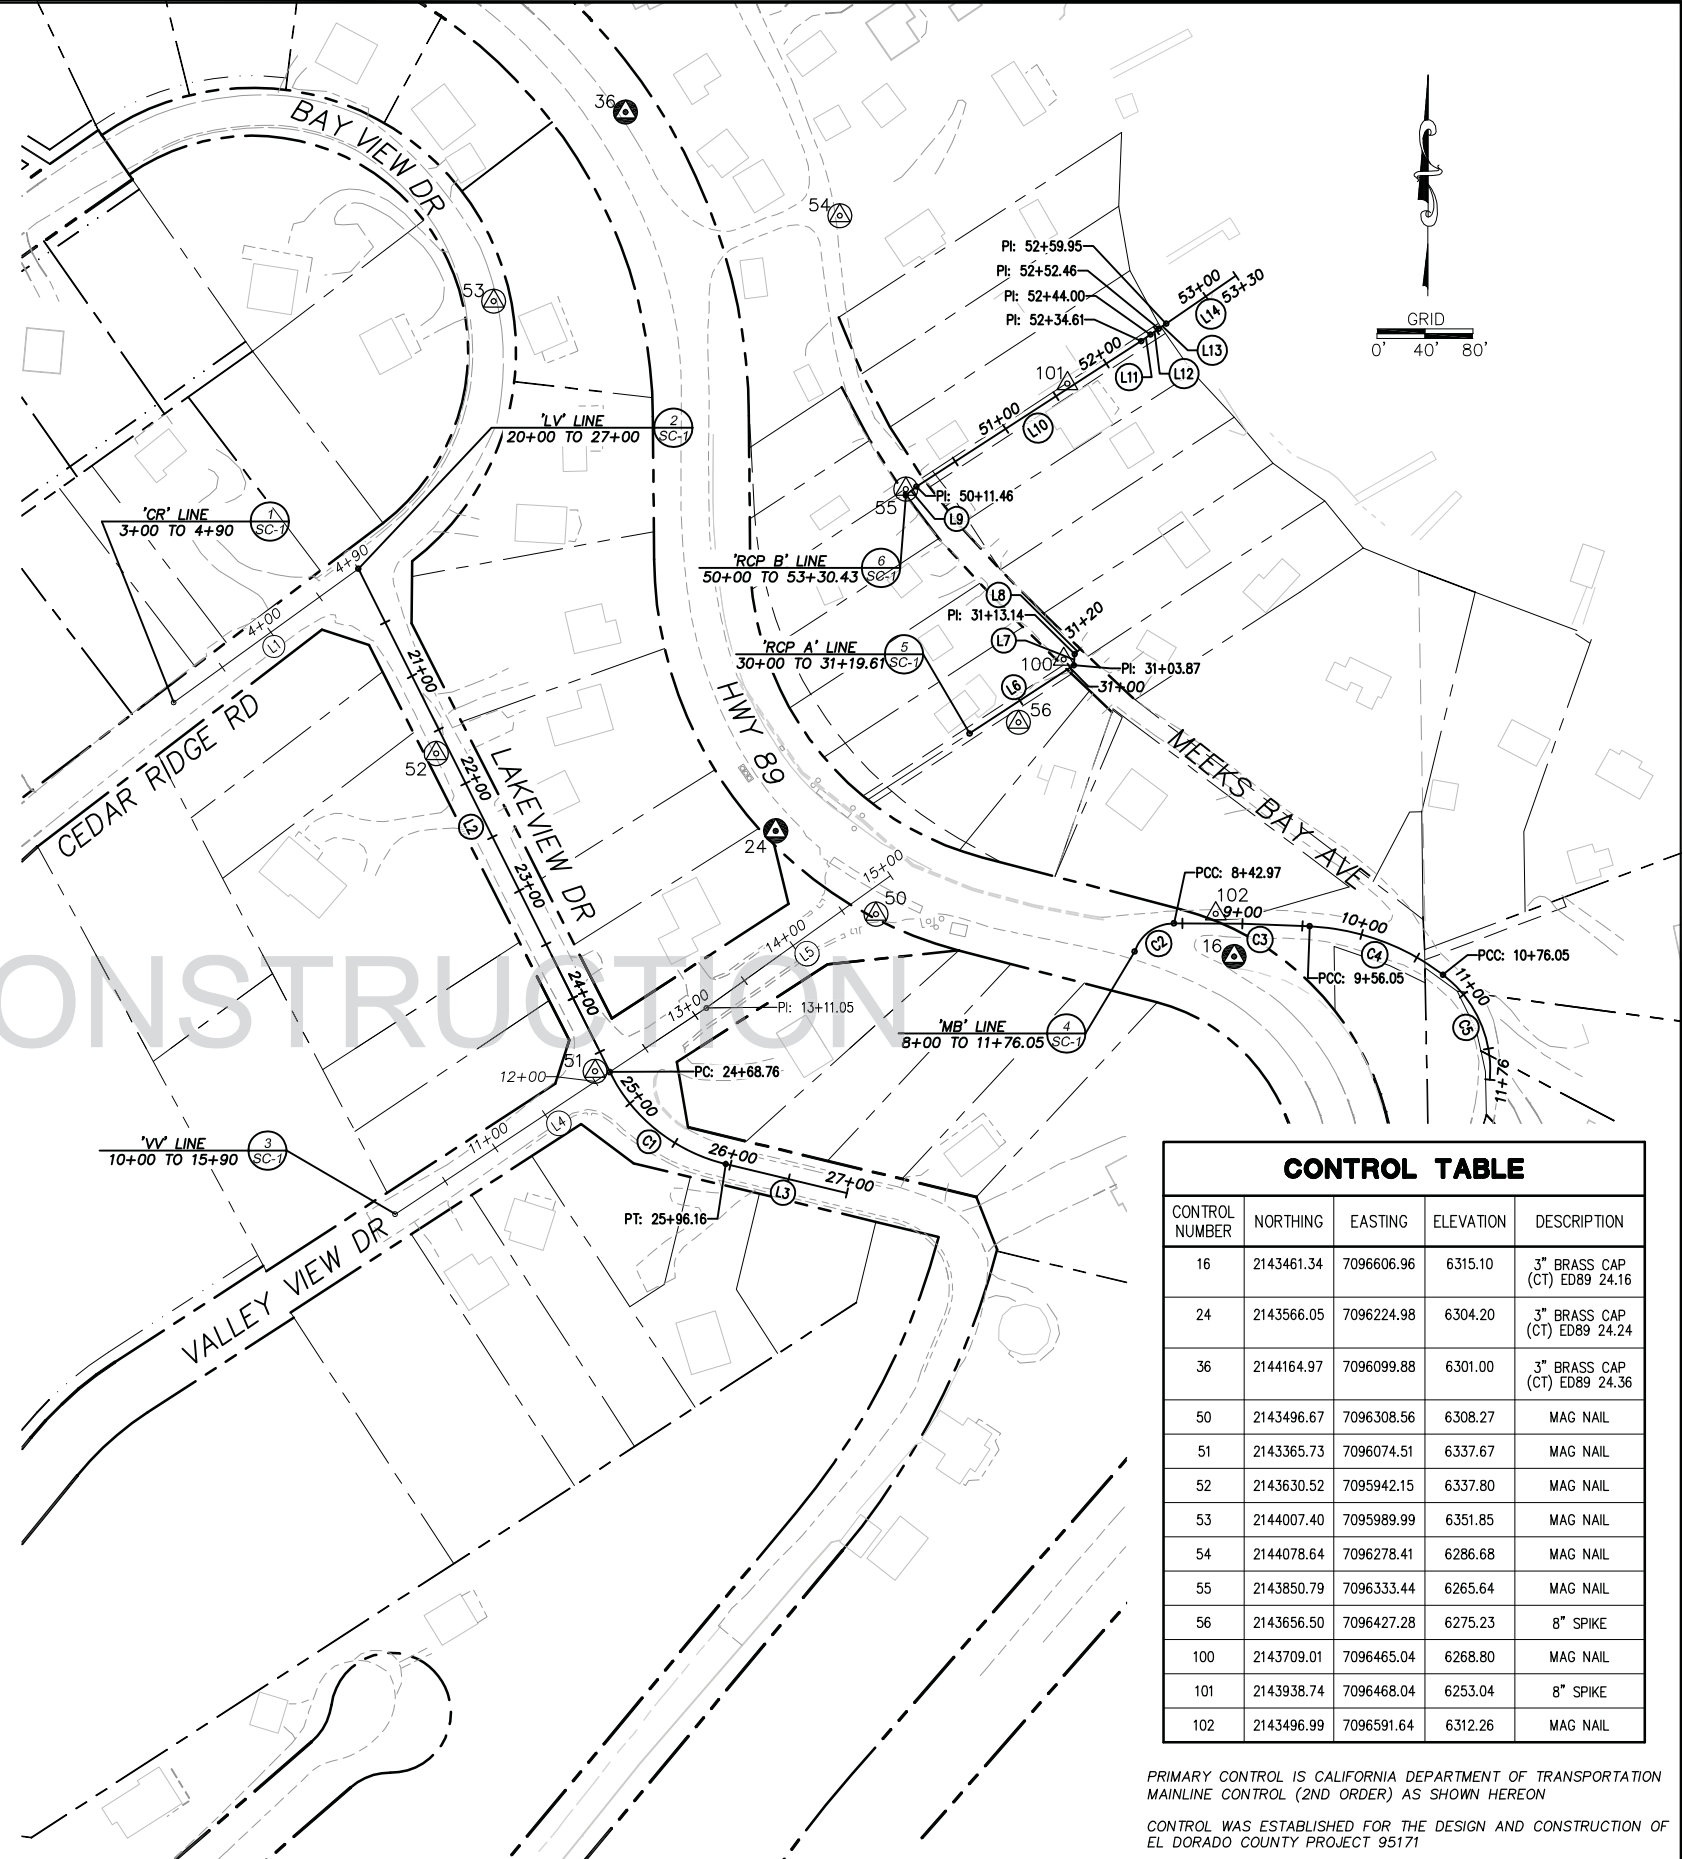 BAY VIEW DR
36
54
53
PI: 52+59.95
PI: 52+52.46
PI: 52+44.00
PI: 52+34.61
53+00
53+30
L14
L13
L12
L11
52+00
101
51+00
L10
GRID
0' 40' 80'
'LV' LINE
20+00 TO 27+00
2
SC-1
'CR' LINE
3+00 TO 4+90
1
SC-1
PI: 50+11.46
55
L9
'RCP B' LINE
50+00 TO 53+30.43
6
SC-1
4+90
4+00
L1
L8
PI: 31+13.14
31+20
L7
100
PI: 31+03.87
31+00
'RCP A' LINE
30+00 TO 31+19.61
5
SC-1
L6
56
21+00
HWY 89
CEDAR RIDGE RD
52
22+00
LAKEVIEW DR
L2
23+00
24
MEEKS BAY AVE
15+00
50
14+00
L5
PCC: 8+42.97
102
9+00
16
C2
C3
10+00
C4
PCC: 10+76.05
PCC: 9+56.05
11+00
C5
11+76
ONSTRUCTION
24+00
13+00
PI: 13+11.05
'MB' LINE
8+00 TO 11+76.05
4
SC-1
51
12+00
PC: 24+68.76
25+00
L4
11+00
'VV' LINE
10+00 TO 15+90
3
SC-1
C1
26+00
27+00
L3
PT: 25+96.16
VALLEY VIEW DR
CONTROL TABLE
CONTROL NUMBER NORTHING EASTING ELEVATION DESCRIPTION
16 2143461.34 7096606.96 6315.10 3" BRASS CAP (CT) ED89 24.16
24 2143566.05 7096224.98 6304.20 3" BRASS CAP (CT) ED89 24.24
36 2144164.97 7096099.88 6301.00 3" BRASS CAP (CT) ED89 24.36
50 2143496.67 7096308.56 6308.27 MAG NAIL
51 2143365.73 7096074.51 6337.67 MAG NAIL
52 2143630.52 7095942.15 6337.80 MAG NAIL
53 2144007.40 7095989.99 6351.85 MAG NAIL
54 2144078.64 7096278.41 6286.68 MAG NAIL
55 2143850.79 7096333.44 6265.64 MAG NAIL
56 2143656.50 7096427.28 6275.23 8" SPIKE
100 2143709.01 7096465.04 6268.80 MAG NAIL
101 2143938.74 7096468.04 6253.04 8" SPIKE
102 2143496.99 7096591.64 6312.26 MAG NAIL
PRIMARY CONTROL IS CALIFORNIA DEPARTMENT OF TRANSPORTATION
MAINLINE CONTROL (2ND ORDER) AS SHOWN HEREON
CONTROL WAS ESTABLISHED FOR THE DESIGN AND CONSTRUCTION OF
EL DORADO COUNTY PROJECT 95171